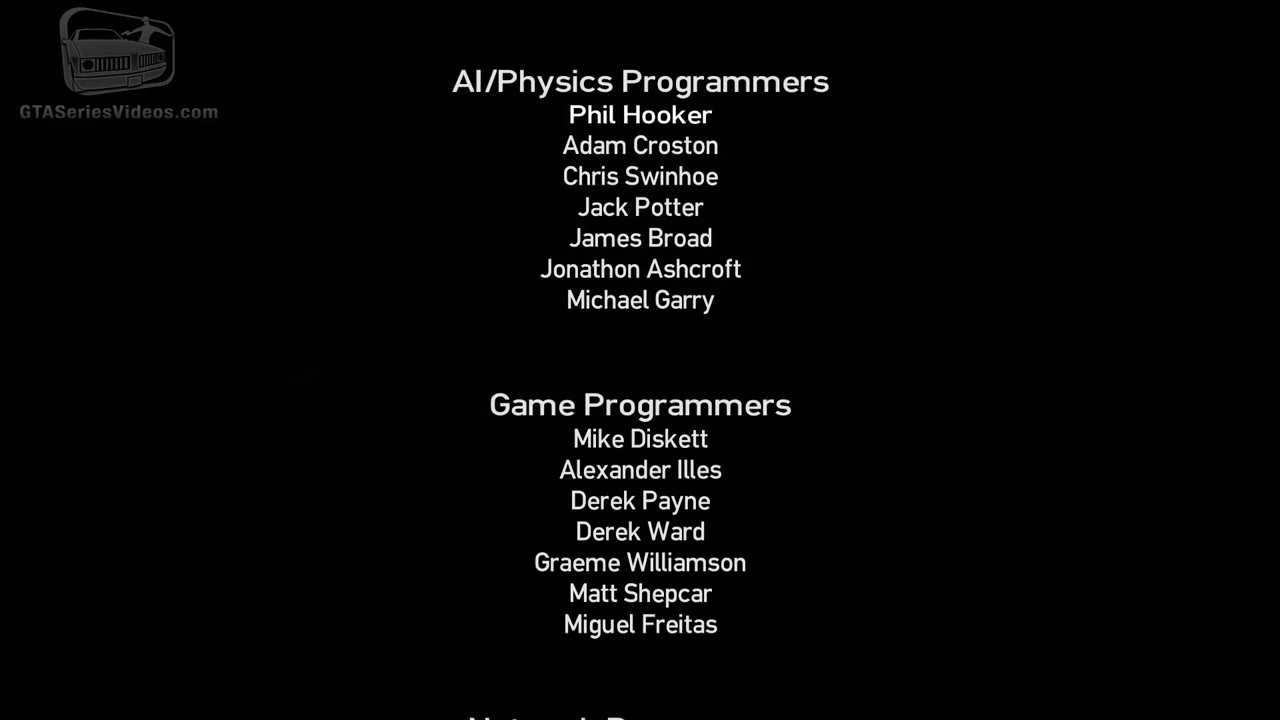 GTASeriesVideos.com
AI/Physics Programmers
Phil Hooker
Adam Croston
Chris Swinhoe
Jack Potter
James Broad
Jonathon Ashcroft
Michael Garry
Game Programmers
Mike Diskett
Alexander Illes
Derek Payne
Derek Ward
Graeme Williamson
Matt Shepcar
Miguel Freitas